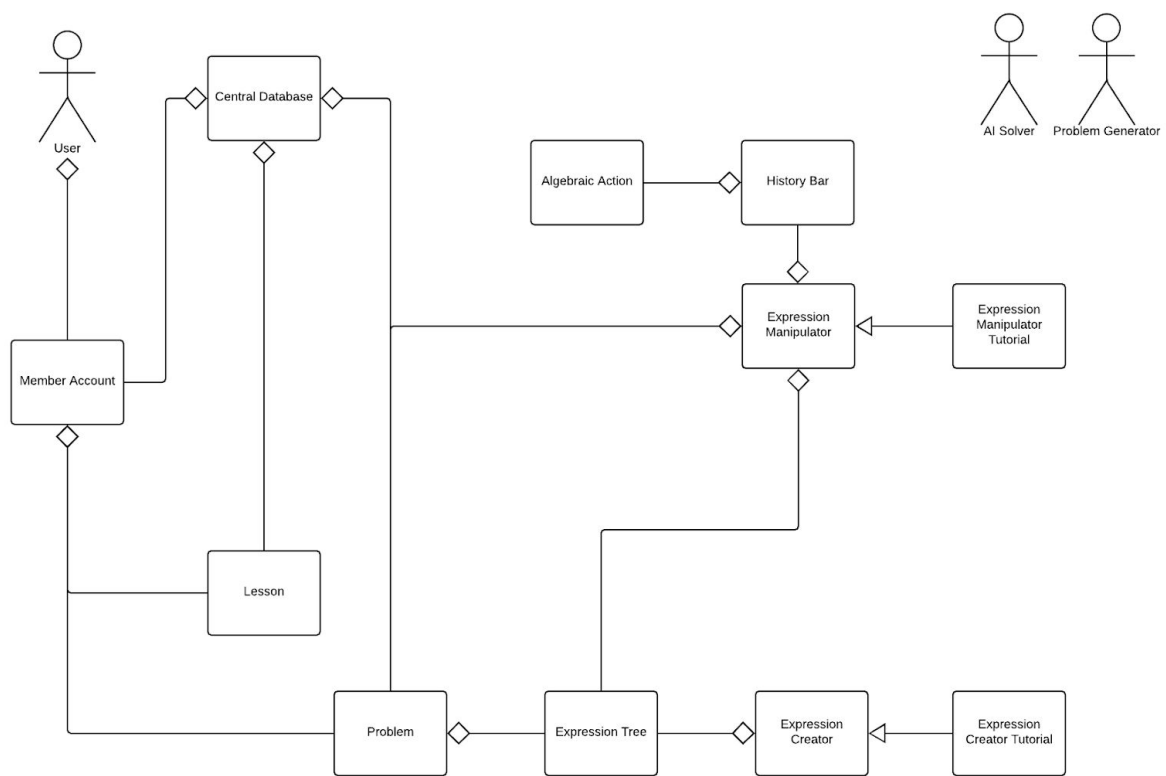 User
Central Database
AI Solver
Problem Generator
Algebraic Action
History Bar
Expression
Manipulator
Expression
Manipulator
Tutorial
Member Account
Lesson
Problem
Expression Tree
Expression
Creator
Expression
Creator Tutorial